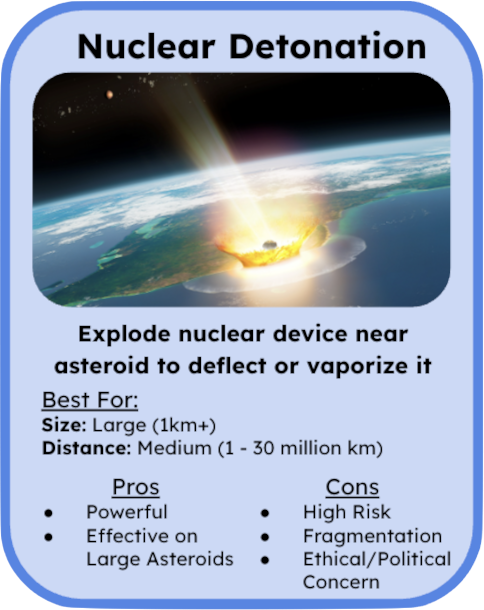 Nuclear Detonation
Explode nuclear device near
asteroid to deflect or vaporize it
Best For:
Size: Large (1km+)
Distance: Medium (1 - 30 million km)
Pros
● Powerful
● Effective on
Large Asteroids
Cons
● High Risk
● Fragmentation
● Ethical/Political
Concern